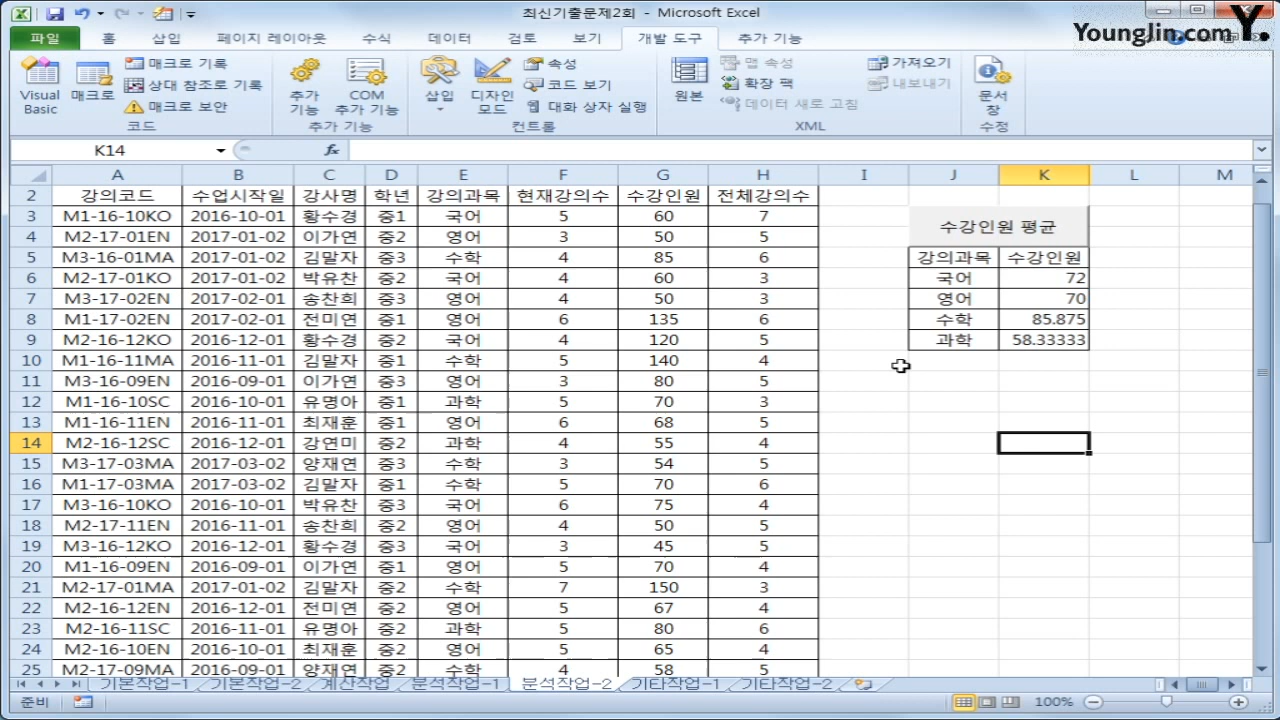 최신기출문제2회 - Microsoft Excel
YoungJin.com Y.
파일 홈 삽입 페이지 레이아웃 수식 데이터 검토 보기 개발 도구 추가 기능
Visual Basic 매크로 매크로 기록 상대 참조로 기록 매크로 보안 추가 기능 COM 추가 기능 삽입 디자인 모드 속성 코드 보기 대화 상자 실행 원본 맵 속성 확장 팩 데이터 새로 고침 가져오기 내보내기 문서 창
코드 추가 기능 컨트롤 XML 수정
K14 fx
A B C D E F G H I J K L M
2 강의코드 수업시작일 강사명 학년 강의과목 현재강의수 수강인원 전체강의수
3 M1-16-10KO 2016-10-01 황수경 중1 국어 5 60 7
수강인원 평균
4 M2-17-01EN 2017-01-02 이가연 중2 영어 3 50 5
5 M3-16-01MA 2017-01-02 김말자 중3 수학 4 85 6 강의과목 수강인원
6 M2-17-01KO 2017-01-02 박유찬 중2 국어 4 60 3 국어 72
7 M3-17-02EN 2017-02-01 송찬희 중3 영어 4 50 3 영어 70
8 M1-17-02EN 2017-02-01 전미연 중1 영어 6 135 6 수학 85.875
9 M2-16-12KO 2016-12-01 황수경 중2 국어 4 120 5 과학 58.33333
10 M1-16-11MA 2016-11-01 김말자 중1 수학 5 140 4
11 M3-16-09EN 2016-09-01 이가연 중3 영어 3 80 5
12 M1-16-10SC 2016-10-01 유명아 중1 과학 5 70 3
13 M1-16-11EN 2016-11-01 최재훈 중1 영어 6 68 5
14 M2-16-12SC 2016-12-01 강연미 중2 과학 4 55 4
15 M3-17-03MA 2017-03-02 양재연 중3 수학 3 54 5
16 M1-17-03MA 2017-03-02 김말자 중1 수학 5 70 6
17 M3-16-10KO 2016-10-01 박유찬 중3 국어 6 75 4
18 M2-17-11EN 2016-11-01 송찬희 중2 영어 4 50 5
19 M3-16-12KO 2016-12-01 황수경 중3 국어 3 45 5
20 M1-16-09EN 2016-09-01 이가연 중1 영어 5 70 4
21 M2-17-01MA 2017-01-02 김말자 중2 수학 7 150 3
22 M2-16-12EN 2016-12-01 전미연 중2 영어 5 67 4
23 M2-16-11SC 2016-11-01 유명아 중2 과학 5 80 6
24 M2-16-10EN 2016-10-01 최재훈 중2 영어 5 65 4
25 M2-17-09MA 2016-09-01 양재연 중2 수학 4 58 5
기본작업-1 기본작업-2 계산작업 분석작업-1 분석작업-2 기타작업-1 기타작업-2
준비 100%